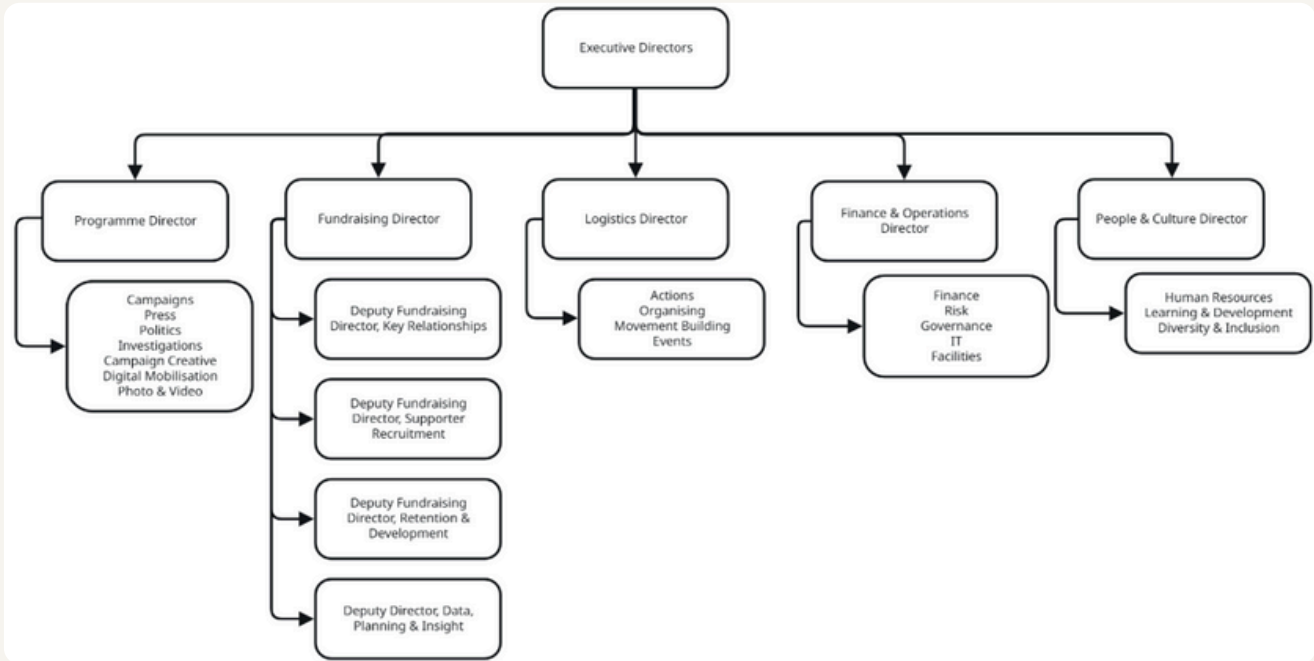 Executive Directors
Programme Director
Fundraising Director
Logistics Director
Finance & Operations
Director
People & Culture Director
Campaigns
Press
Politics
Investigations
Campaign Creative
Digital Mobilisation
Photo & Video
Deputy Fundraising
Director, Key Relationships
Deputy Fundraising
Director, Supporter
Recruitment
Deputy Fundraising
Director, Retention &
Development
Deputy Director, Data,
Planning & Insight
Actions
Organising
Movement Building
Events
Finance
Risk
Governance
IT
Facilities
Human Resources
Learning & Development
Diversity & Inclusion